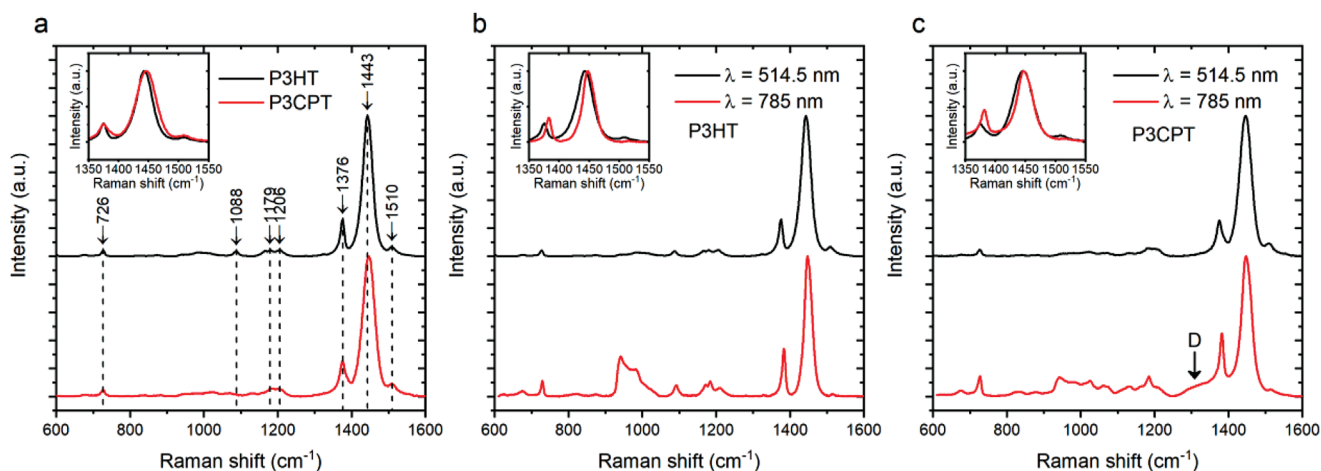 a
Intensity (a.u.)
Raman shift (cm⁻¹)
600 800 1000 1200 1400 1600
P3HT
P3CPT
726
1088
1179
1206
1376
1443
1510
Intensity (a.u.)
1350 1400 1450 1500 1550
Raman shift (cm⁻¹)
b
Intensity (a.u.)
Raman shift (cm⁻¹)
600 800 1000 1200 1400 1600
λ = 514.5 nm
λ = 785 nm
P3HT
Intensity (a.u.)
1350 1400 1450 1500 1550
Raman shift (cm⁻¹)
c
Intensity (a.u.)
Raman shift (cm⁻¹)
600 800 1000 1200 1400 1600
λ = 514.5 nm
λ = 785 nm
P3CPT
D
Intensity (a.u.)
1350 1400 1450 1500 1550
Raman shift (cm⁻¹)